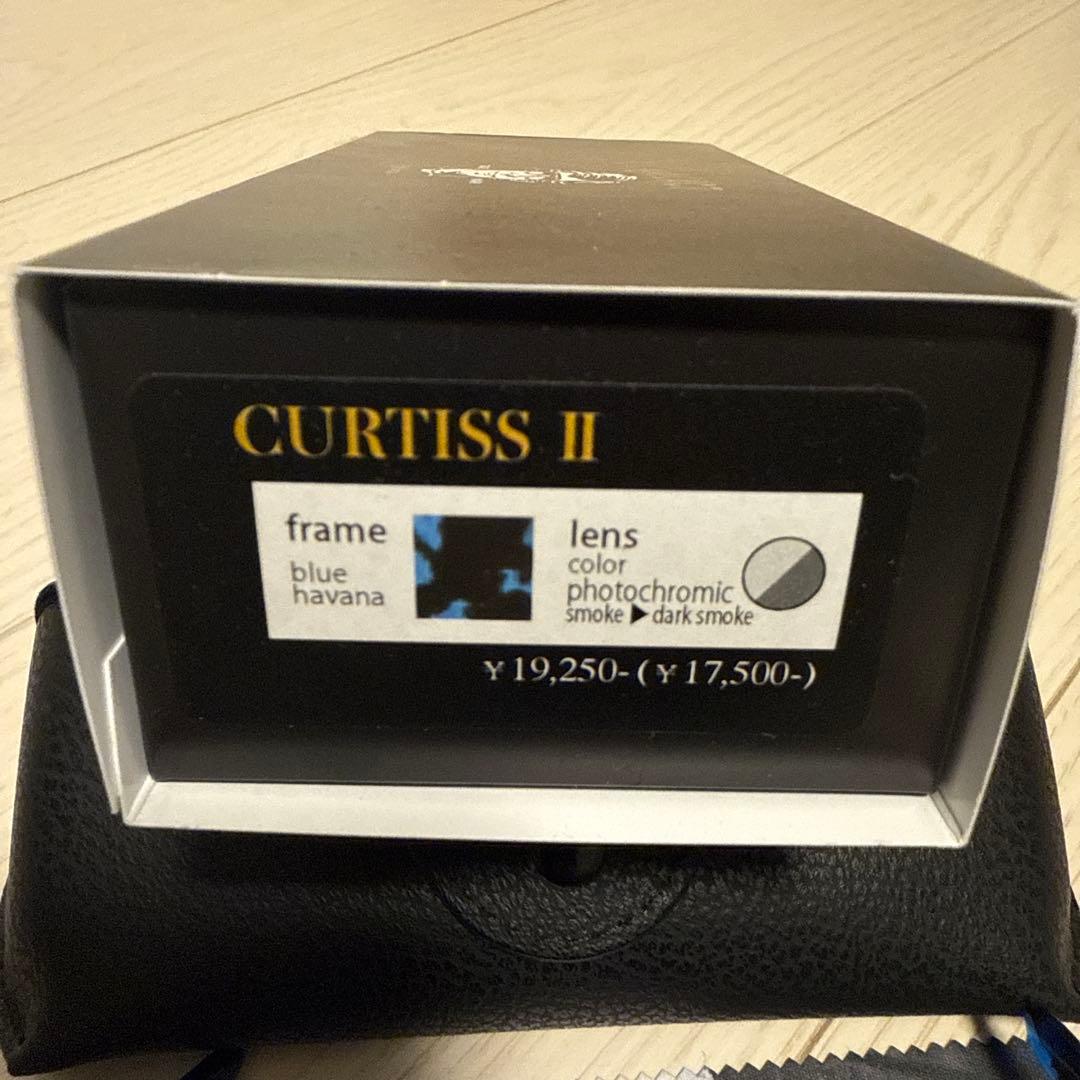 CURTISS II
frame
blue
havana
lens
color
photochromic
smoke ▶ dark smoke
¥19,250- (¥17,500-)